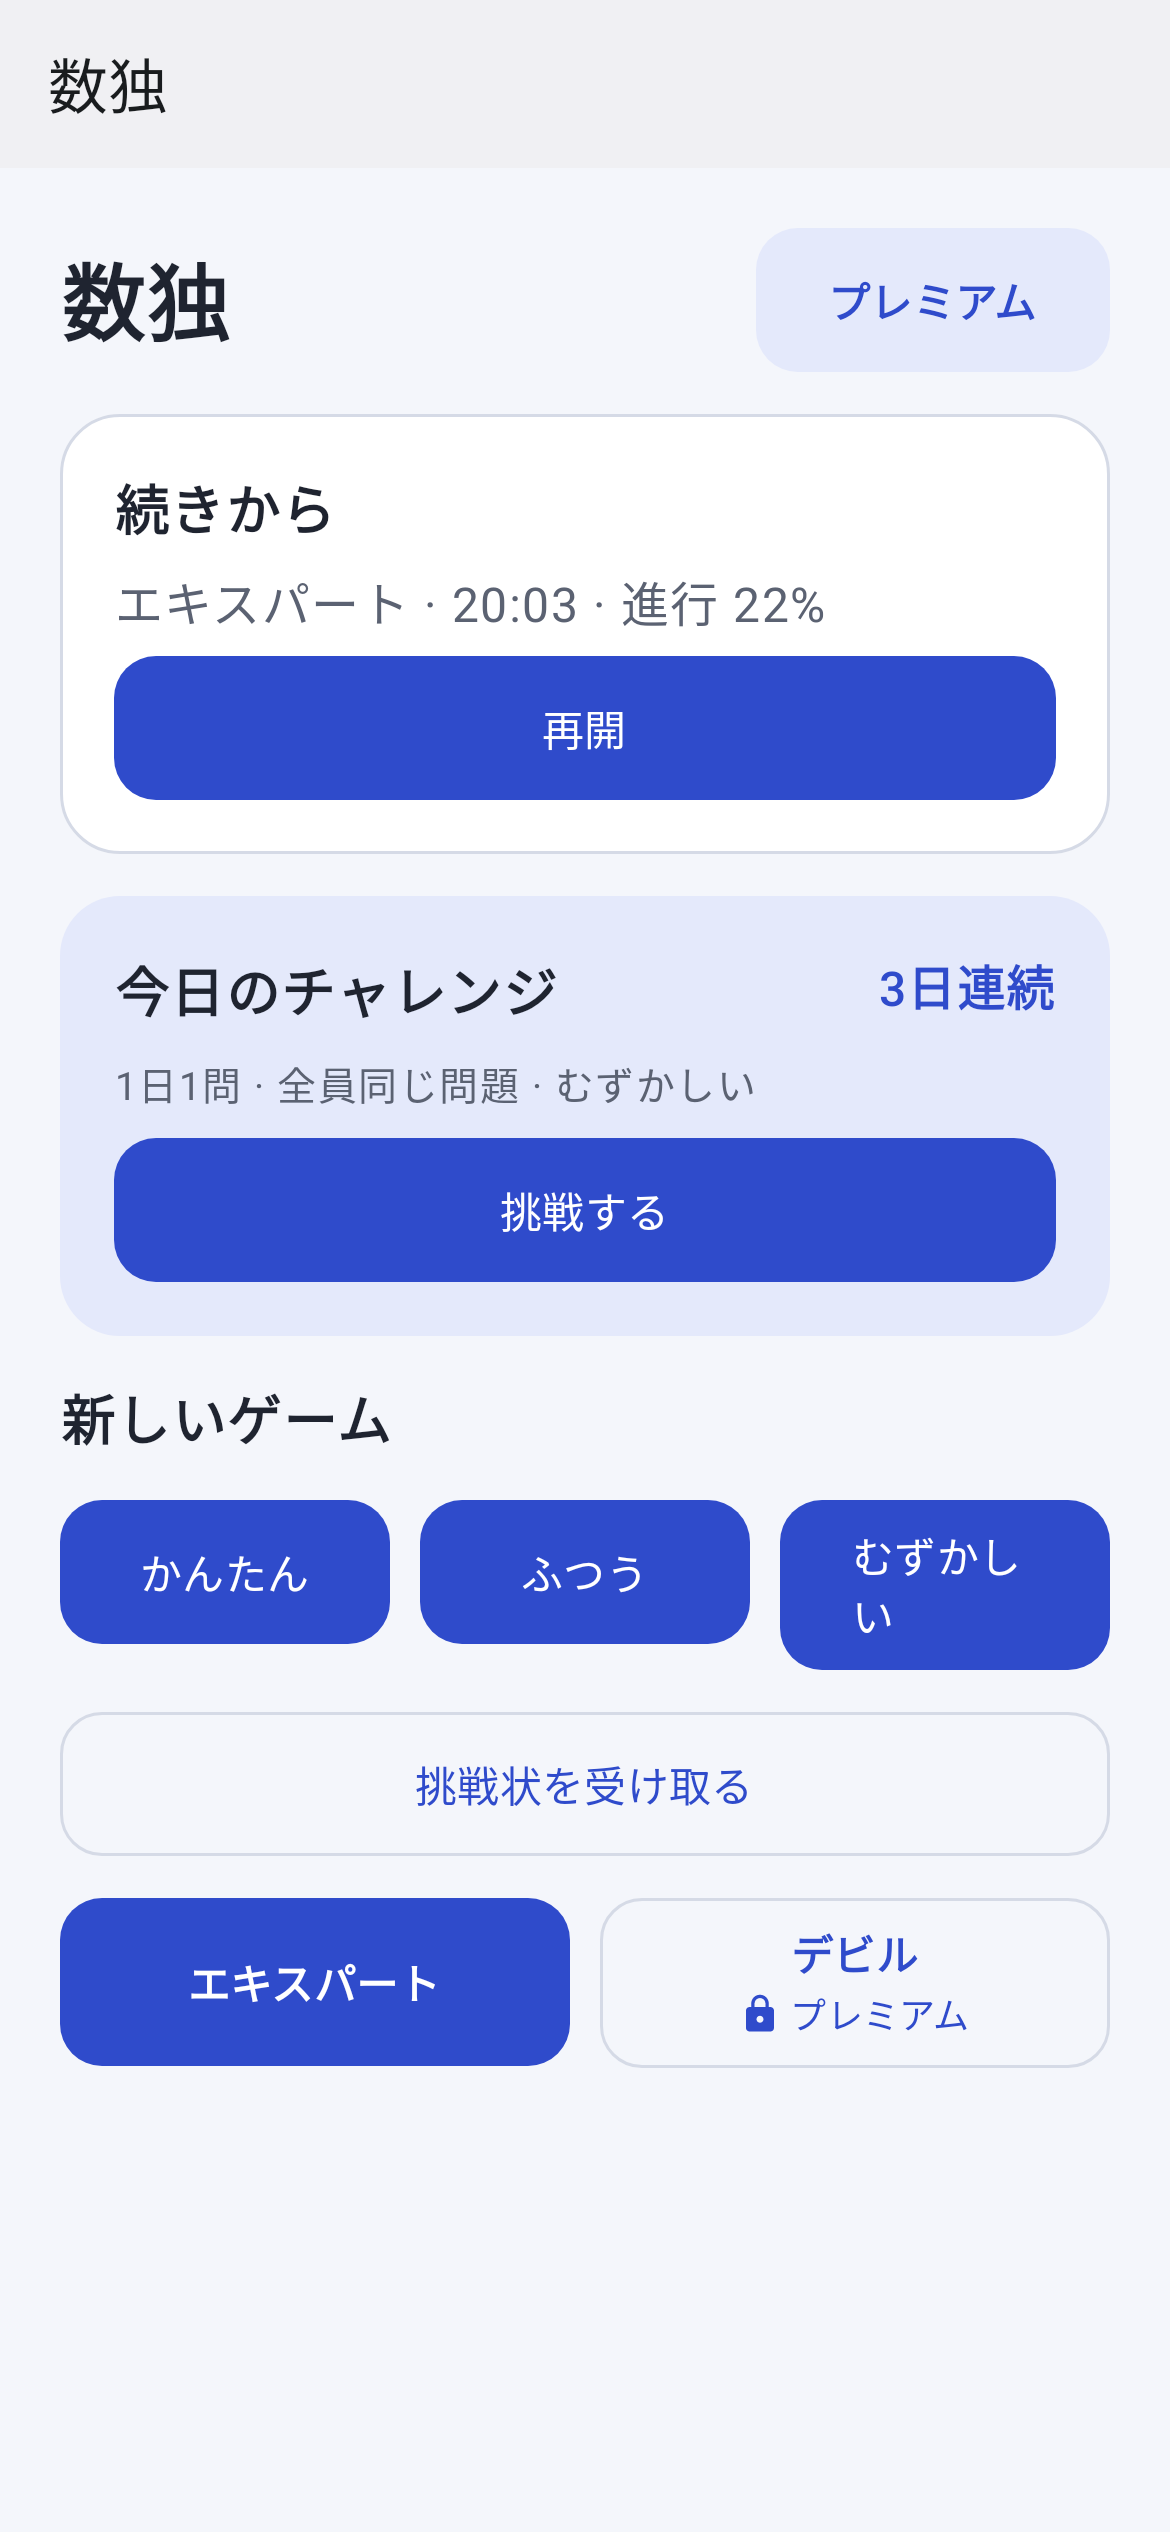 数独
数独
プレミアム
続きから
エキスパート · 20:03 · 進行 22%
再開
今日のチャレンジ
3日連続
1日1問 · 全員同じ問題 · むずかしい
挑戦する
新しいゲーム
かんたん
ふつう
むずかし
い
挑戦状を受け取る
エキスパート
デビル
プレミアム